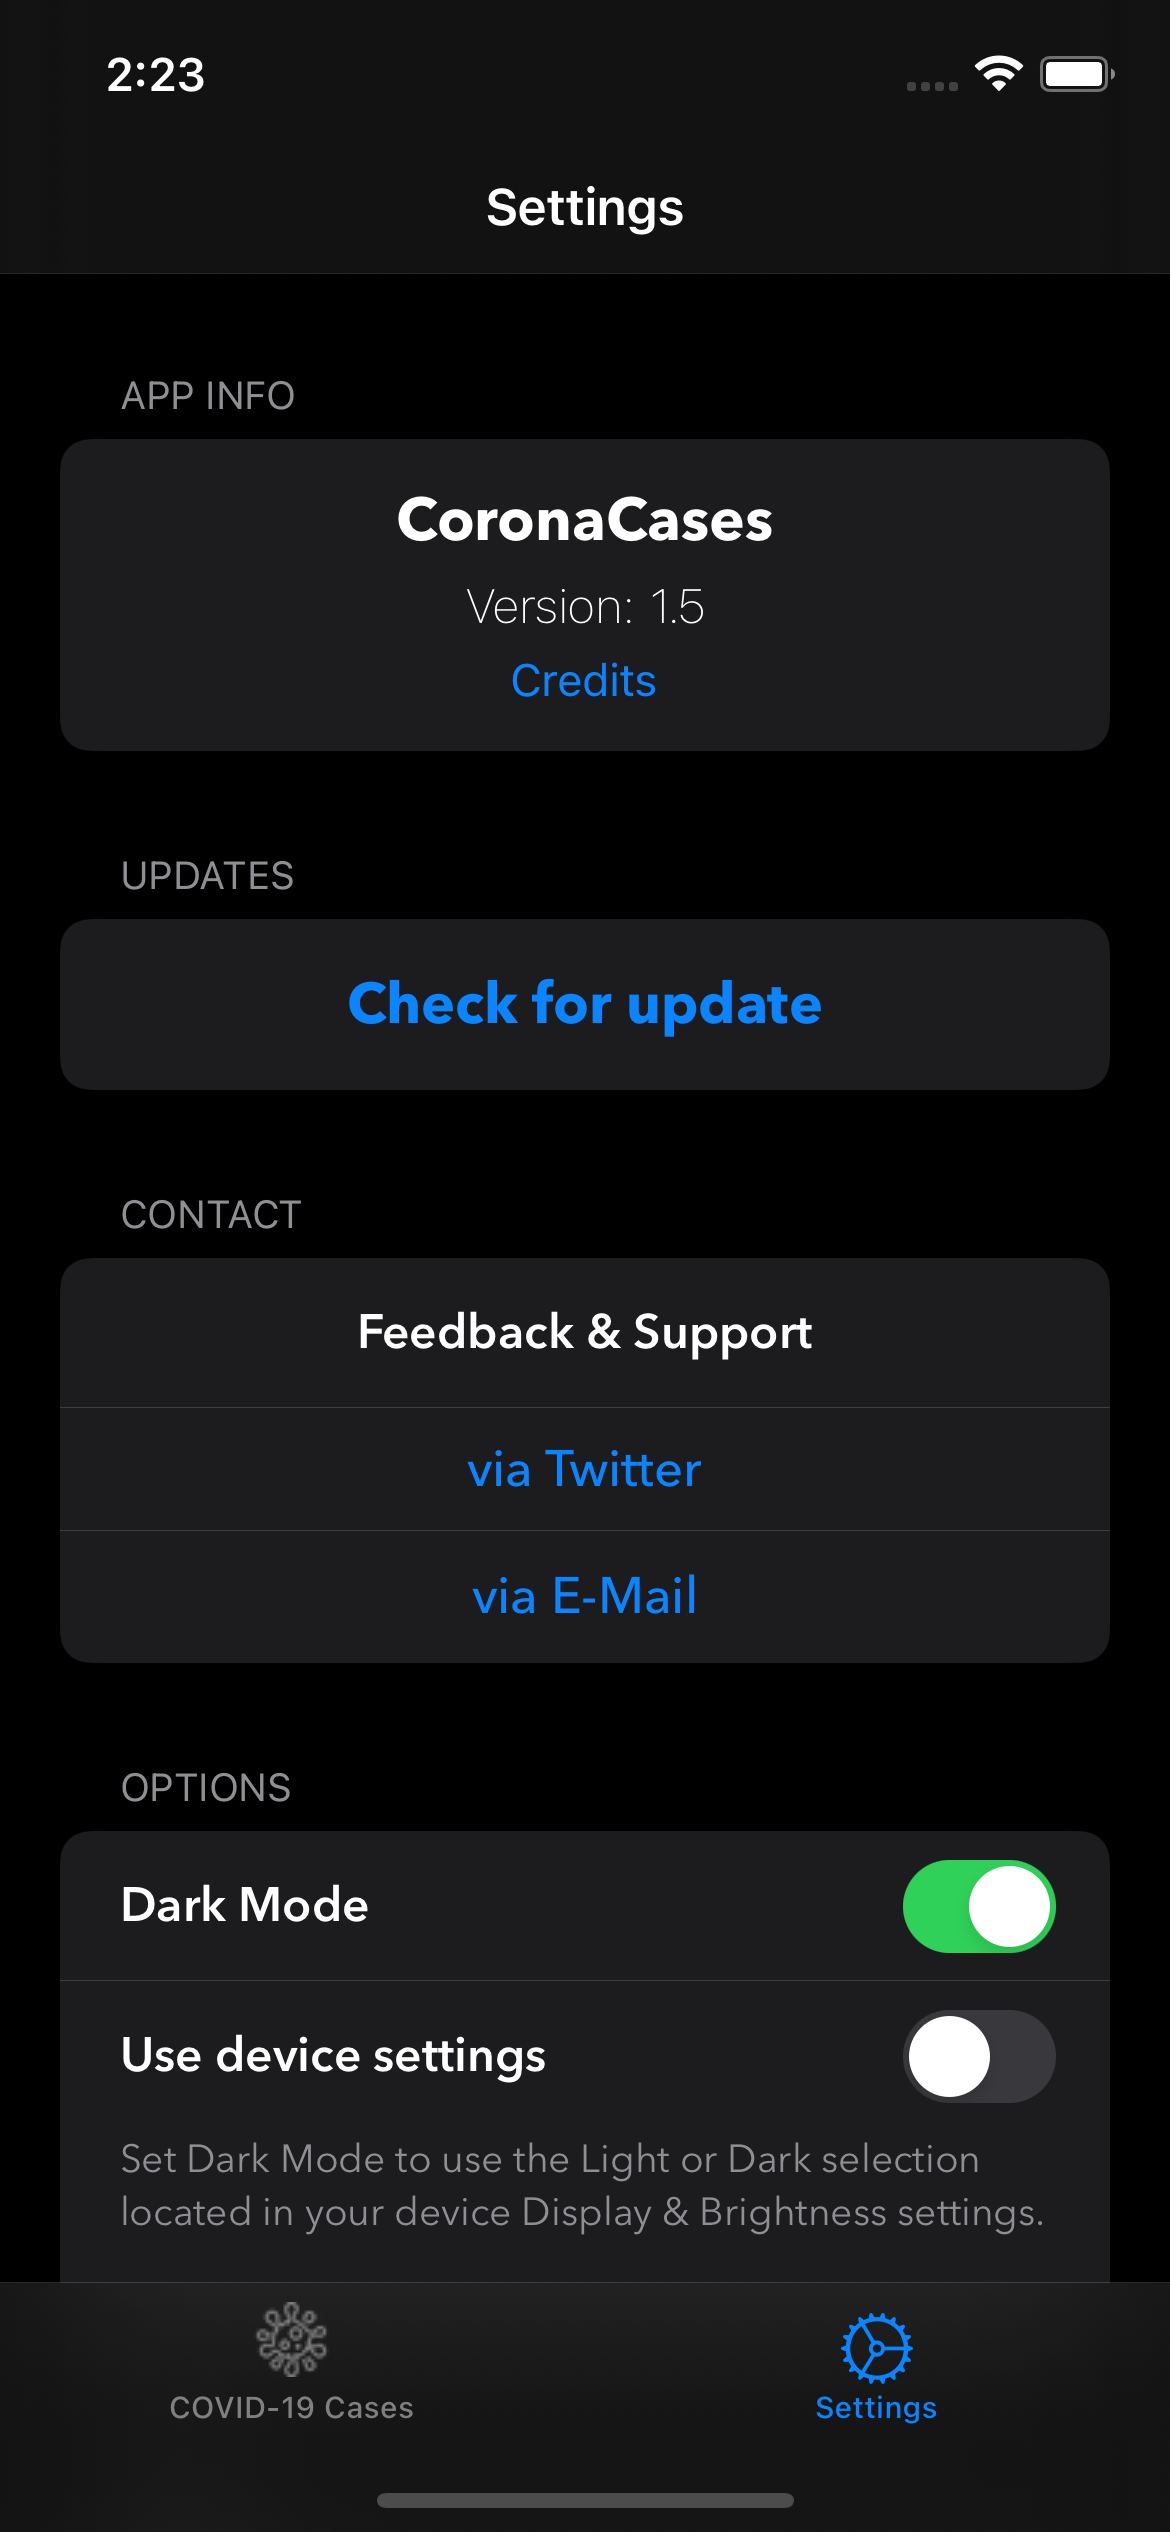 2:23
Settings
APP INFO
CoronaCases
Version: 1.5
Credits
UPDATES
Check for update
CONTACT
Feedback & Support
via Twitter
via E-Mail
OPTIONS
Dark Mode
Use device settings
Set Dark Mode to use the Light or Dark selection
located in your device Display & Brightness settings.
COVID-19 Cases
Settings